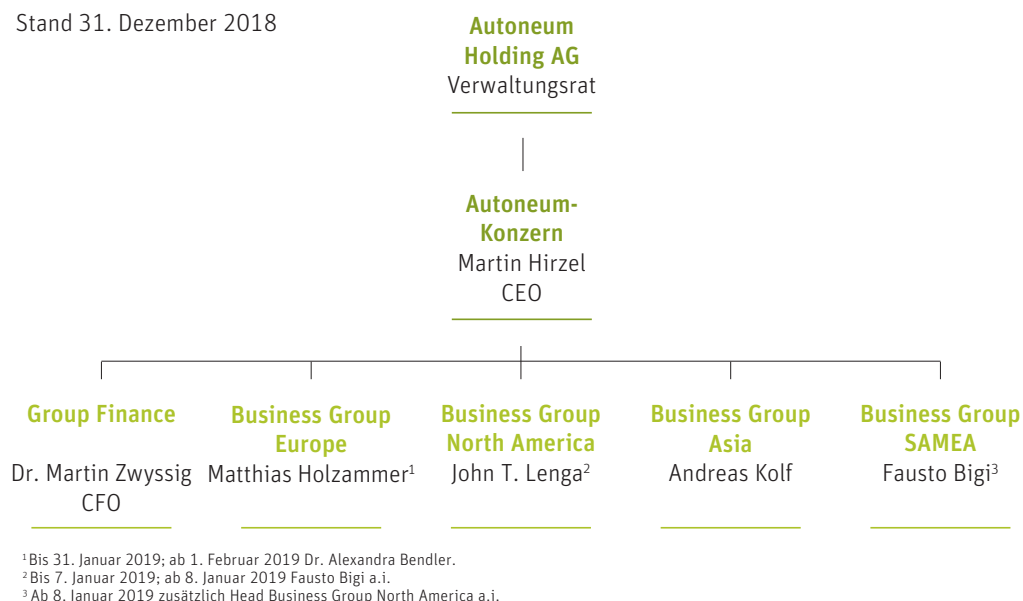 Stand 31. Dezember 2018
Autoneum
Holding AG
Verwaltungsrat
Autoneum-
Konzern
Martin Hirzel
CEO
Group Finance
Dr. Martin Zwyssig
CFO
Business Group
Europe
Matthias Holzammer¹
Business Group
North America
John T. Lenga²
Business Group
Asia
Andreas Kolf
Business Group
SAMEA
Fausto Bigi³
¹ Bis 31. Januar 2019; ab 1. Februar 2019 Dr. Alexandra Bendler.
² Bis 7. Januar 2019; ab 8. Januar 2019 Fausto Bigi a.i.
³ Ab 8. Januar 2019 zusätzlich Head Business Group North America a.i.